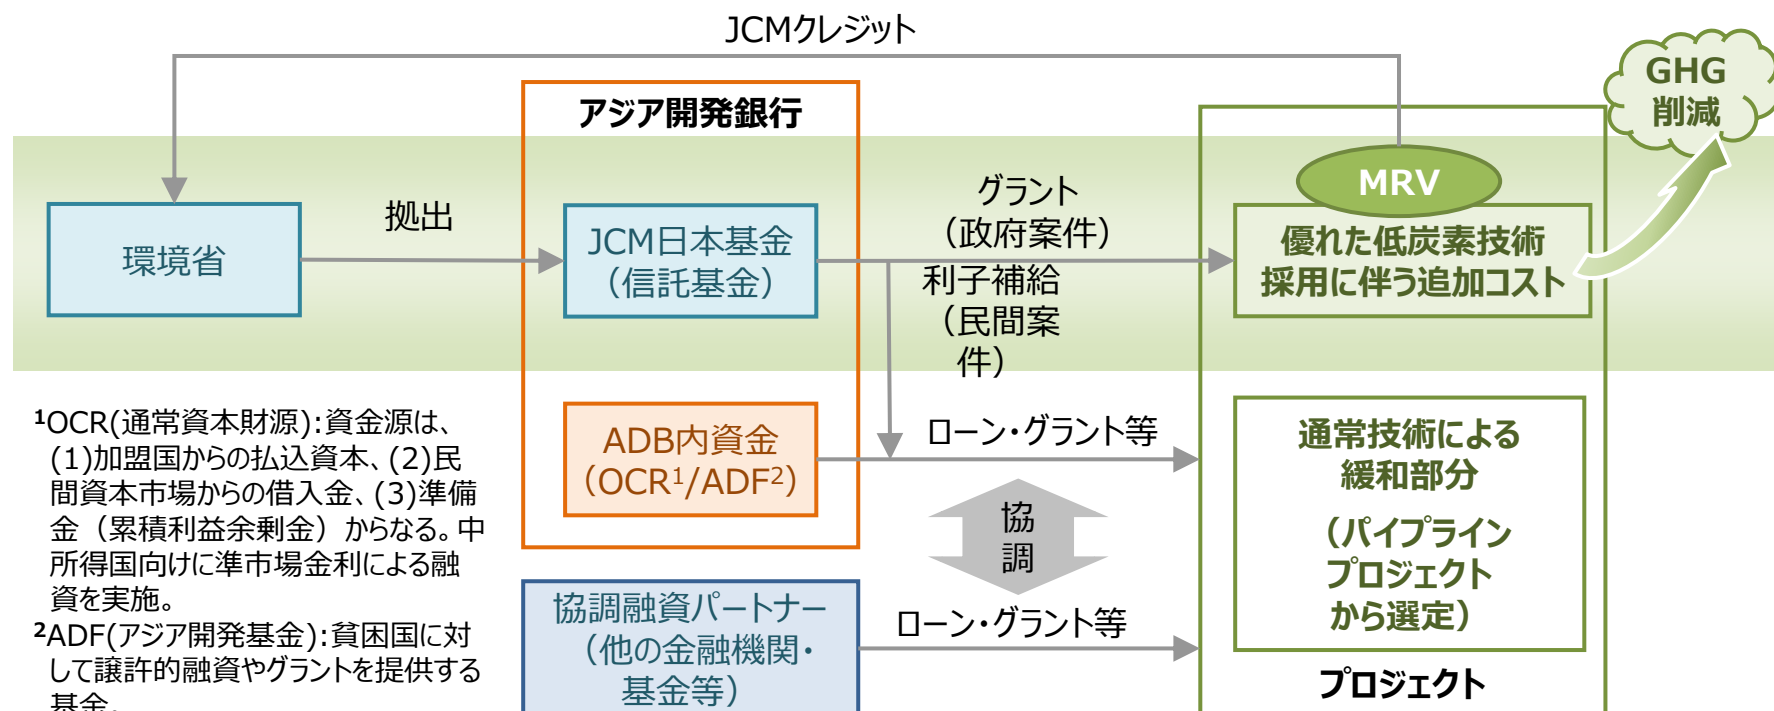 JCMクレジット
GHG
削減
アジア開発銀行
MRV
環境省
拠出
JCM日本基金
（信託基金）
グラント
（政府案件）
利子補給
（民間案
件）
優れた低炭素技術
採用に伴う追加コスト
ADB内資金
（OCR¹/ADF²）
ローン・グラント等
協
調
ローン・グラント等
協調融資パートナー
（他の金融機関・
基金等）
通常技術による
緩和部分
（パイプライン
プロジェクト
から選定）
プロジェクト
¹OCR(通常資本財源):資金源は、
(1)加盟国からの払込資本、(2)民
間資本市場からの借入金、(3)準備
金（累積利益余剰金）からなる。中
所得国向けに準市場金利による融
資を実施。
²ADF(アジア開発基金):貧困国に対
して譲許的融資やグラントを提供する
基金。